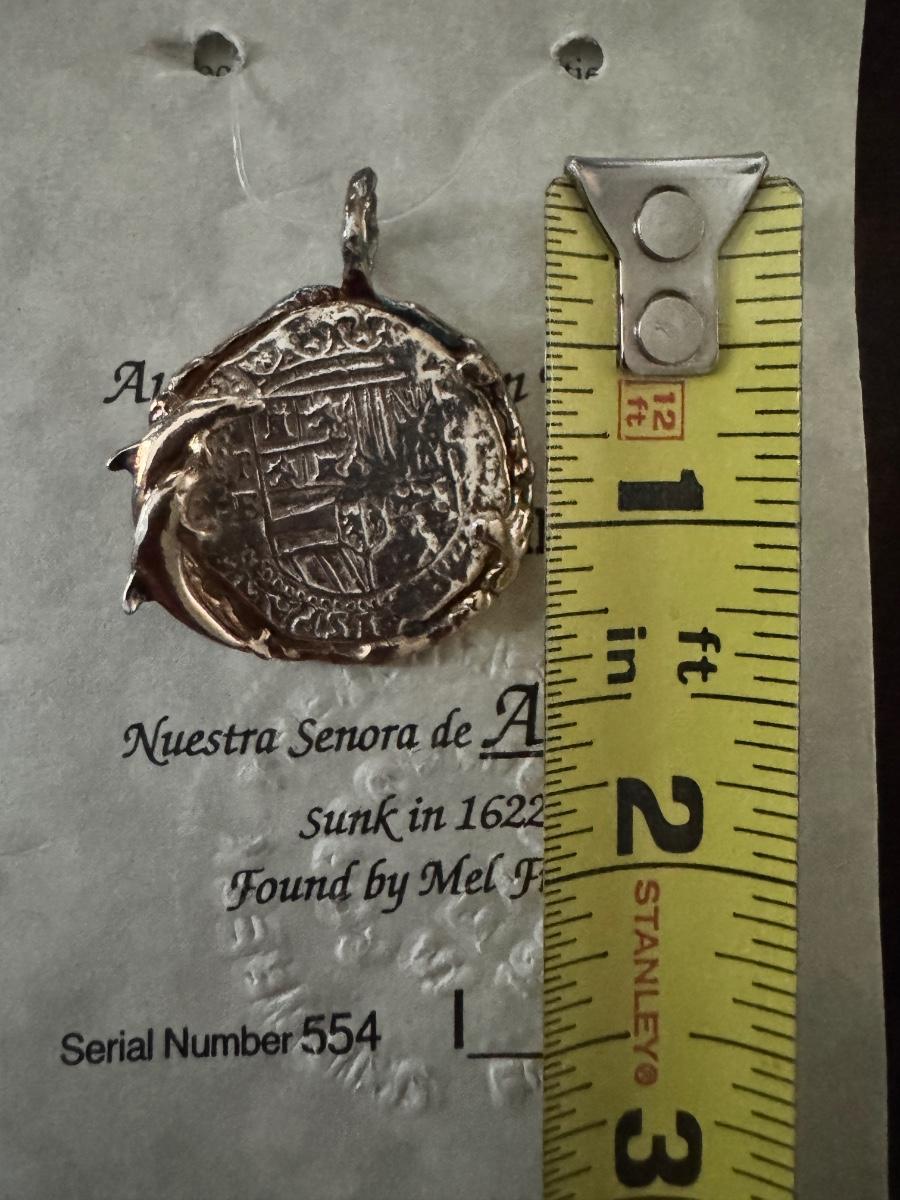 Nuestra Senora de A
sunk in 1622
Found by Mel F
Serial Number 554
12
ft
1
ft
in
2
STANLEY®
3